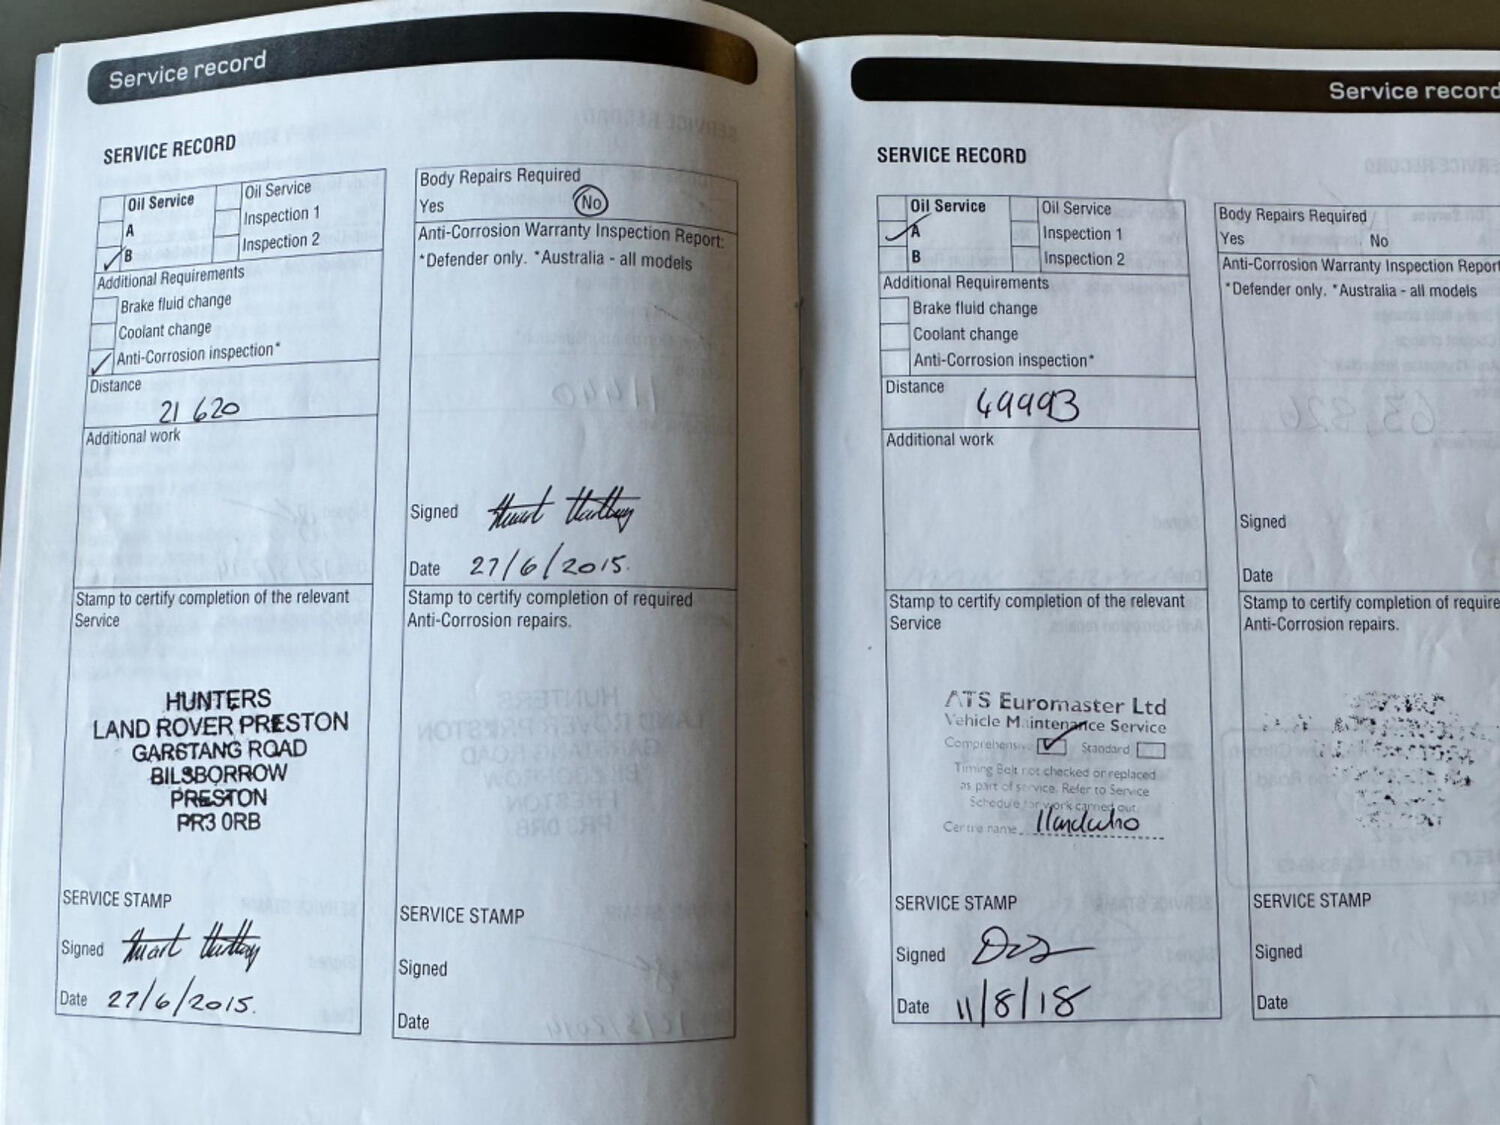 Service record
SERVICE RECORD
Oil Service
A
B
Oil Service
Inspection 1
Inspection 2
Additional Requirements
Brake fluid change
Coolant change
Anti-Corrosion inspection*
Distance
21 620
Additional work
Stamp to certify completion of the relevant
Service
HUNTERS
LAND ROVER PRESTON
GARSTANG ROAD
BILSBORROW
PRESTON
PR3 0RB
SERVICE STAMP
Signed
Date 27/6/2015.
Body Repairs Required
Yes No
Anti-Corrosion Warranty Inspection Report:
*Defender only. *Australia - all models
Signed
Date 27/6/2015.
Stamp to certify completion of required
Anti-Corrosion repairs.
SERVICE STAMP
Signed
Date
Service record
SERVICE RECORD
Oil Service
A
B
Oil Service
Inspection 1
Inspection 2
Additional Requirements
Brake fluid change
Coolant change
Anti-Corrosion inspection*
Distance
49993
Additional work
Stamp to certify completion of the relevant
Service
ATS Euromaster Ltd
Vehicle Maintenance Service
Comprehensive Standard
Timing Belt not checked or replaced
as part of service. Refer to Service
Schedule for work carried out
Centre name
SERVICE STAMP
Signed
Date 11/8/18
Body Repairs Required
Yes No
Anti-Corrosion Warranty Inspection Report
*Defender only. *Australia - all models
Signed
Date
Stamp to certify completion of require
Anti-Corrosion repairs.
SERVICE STAMP
Signed
Date